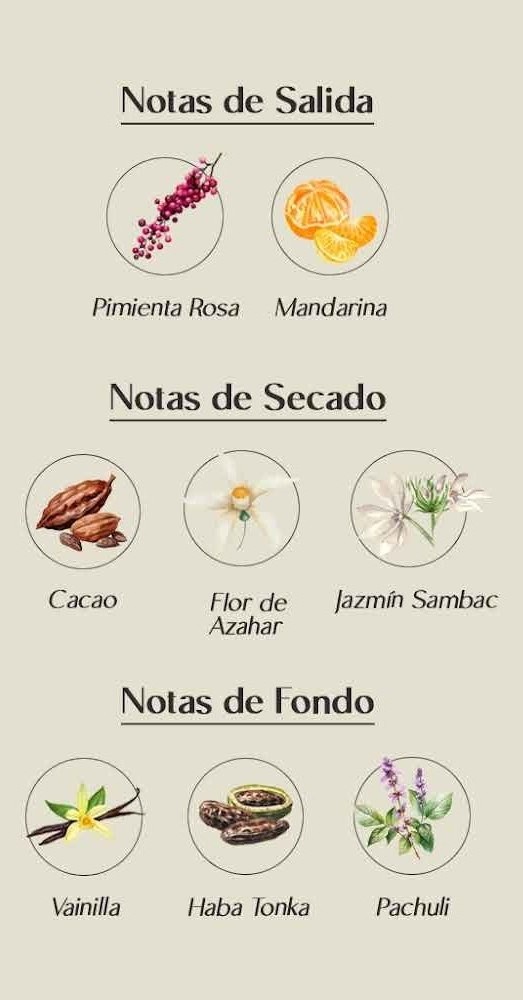 Notas de Salida
Pimienta Rosa
Mandarina
Notas de Secado
Cacao
Flor de
Azahar
Jazmín Sambac
Notas de Fondo
Vainilla
Haba Tonka
Pachuli